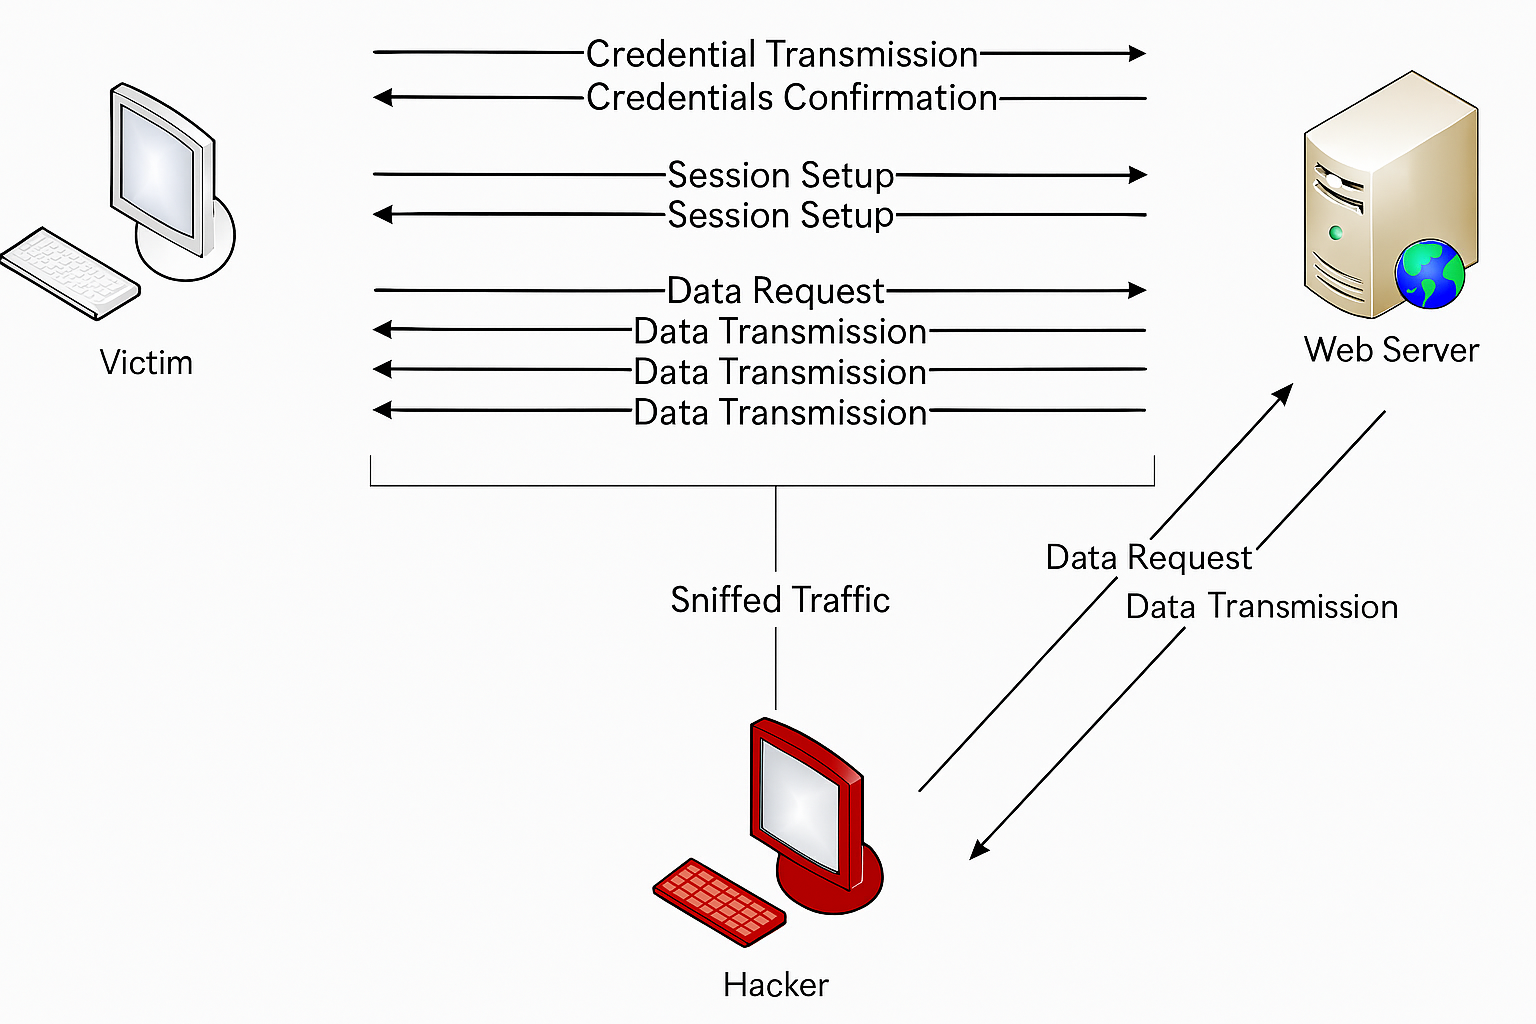 Credential Transmission
Credentials Confirmation
Session Setup
Session Setup
Data Request
Data Transmission
Data Transmission
Data Transmission
Victim
Web Server
Data Request
Data Transmission
Sniffed Traffic
Hacker